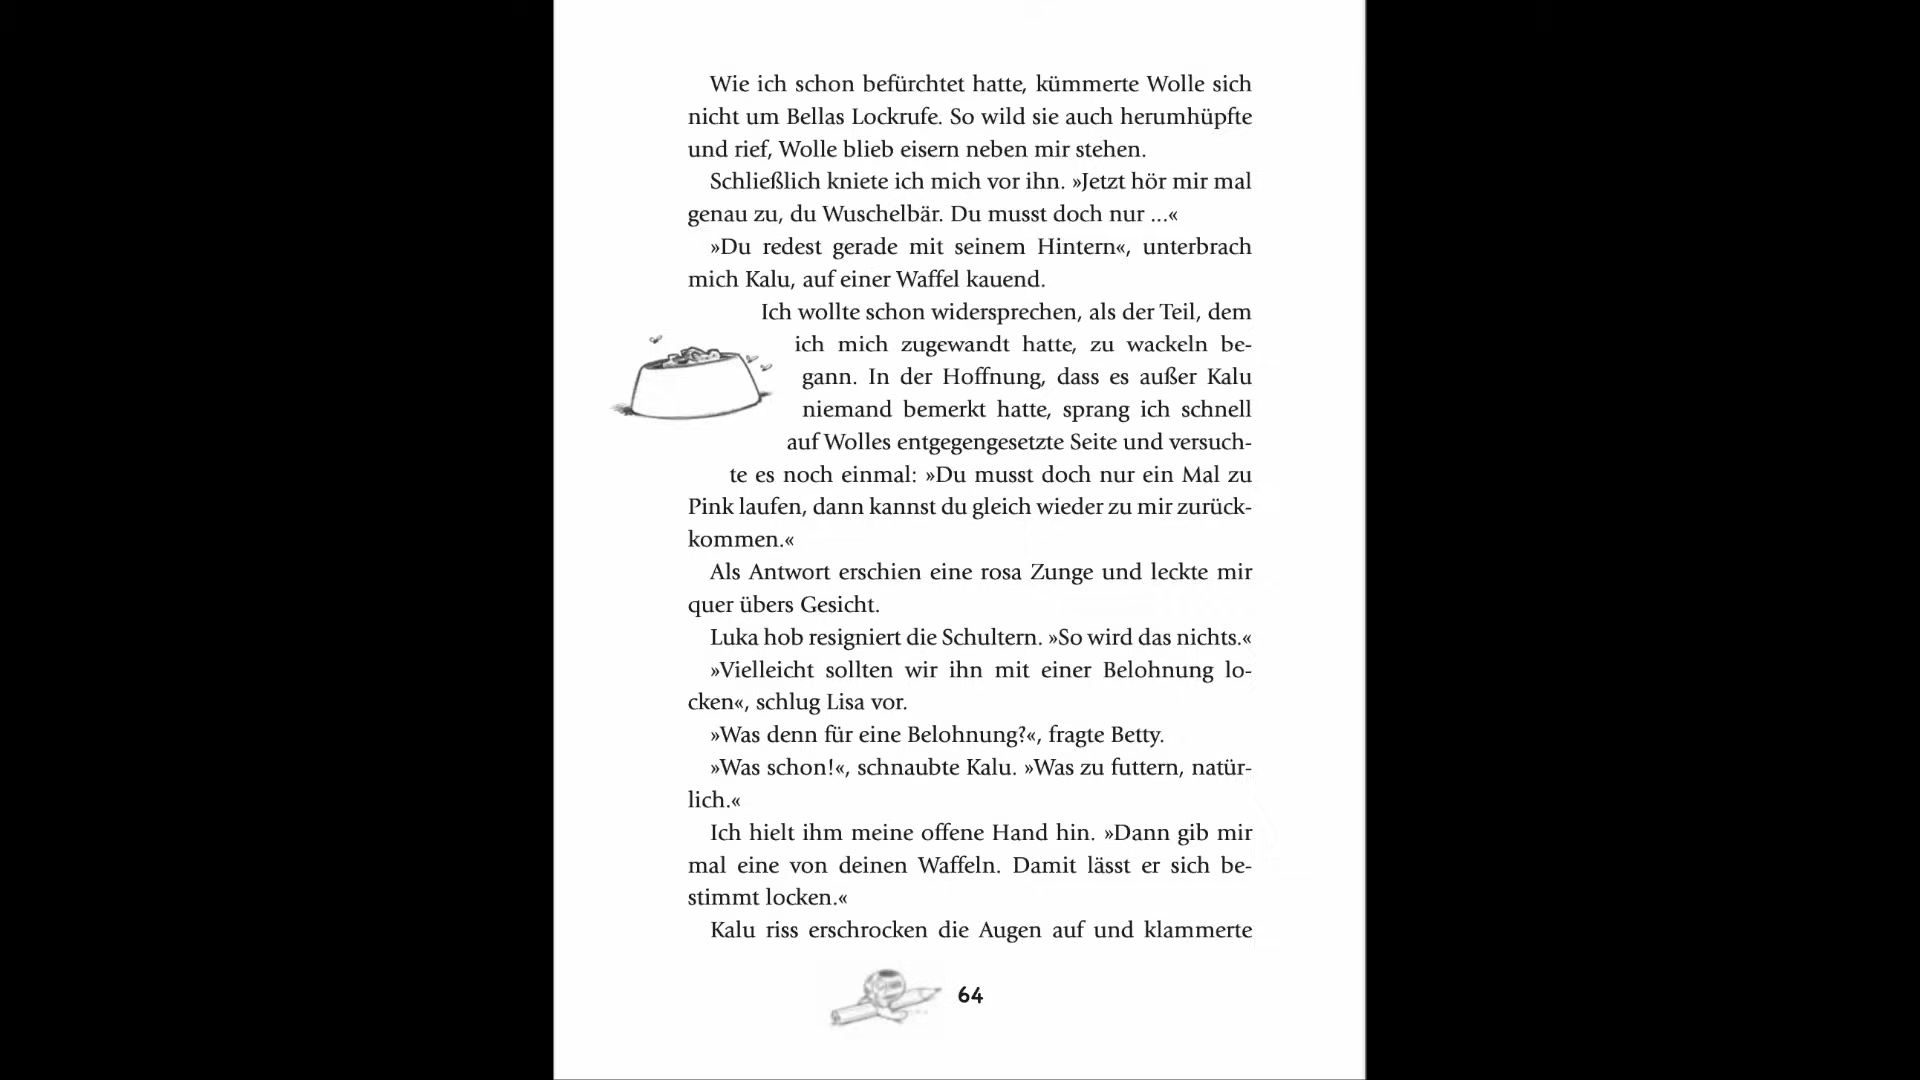 Wie ich schon befürchtet hatte, kümmerte Wolle sich
nicht um Bellas Lockrufe. So wild sie auch herumhüpfte
und rief, Wolle blieb eisern neben mir stehen.
Schließlich kniete ich mich vor ihn. »Jetzt hör mir mal
genau zu, du Wuschelbär. Du musst doch nur ...«
»Du redest gerade mit seinem Hintern«, unterbrach
mich Kalu, auf einer Waffel kauend.
Ich wollte schon widersprechen, als der Teil, dem
ich mich zugewandt hatte, zu wackeln be-
gann. In der Hoffnung, dass es außer Kalu
niemand bemerkt hatte, sprang ich schnell
auf Wolles entgegengesetzte Seite und versuch-
te es noch einmal: »Du musst doch nur ein Mal zu
Pink laufen, dann kannst du gleich wieder zu mir zurück-
kommen.«
Als Antwort erschien eine rosa Zunge und leckte mir
quer übers Gesicht.
Luka hob resigniert die Schultern. »So wird das nichts.«
»Vielleicht sollten wir ihn mit einer Belohnung lo-
cken«, schlug Lisa vor.
»Was denn für eine Belohnung?«, fragte Betty.
»Was schon!«, schnaubte Kalu. »Was zu futtern, natür-
lich.«
Ich hielt ihm meine offene Hand hin. »Dann gib mir
mal eine von deinen Waffeln. Damit lässt er sich be-
stimmt locken.«
Kalu riss erschrocken die Augen auf und klammerte
64